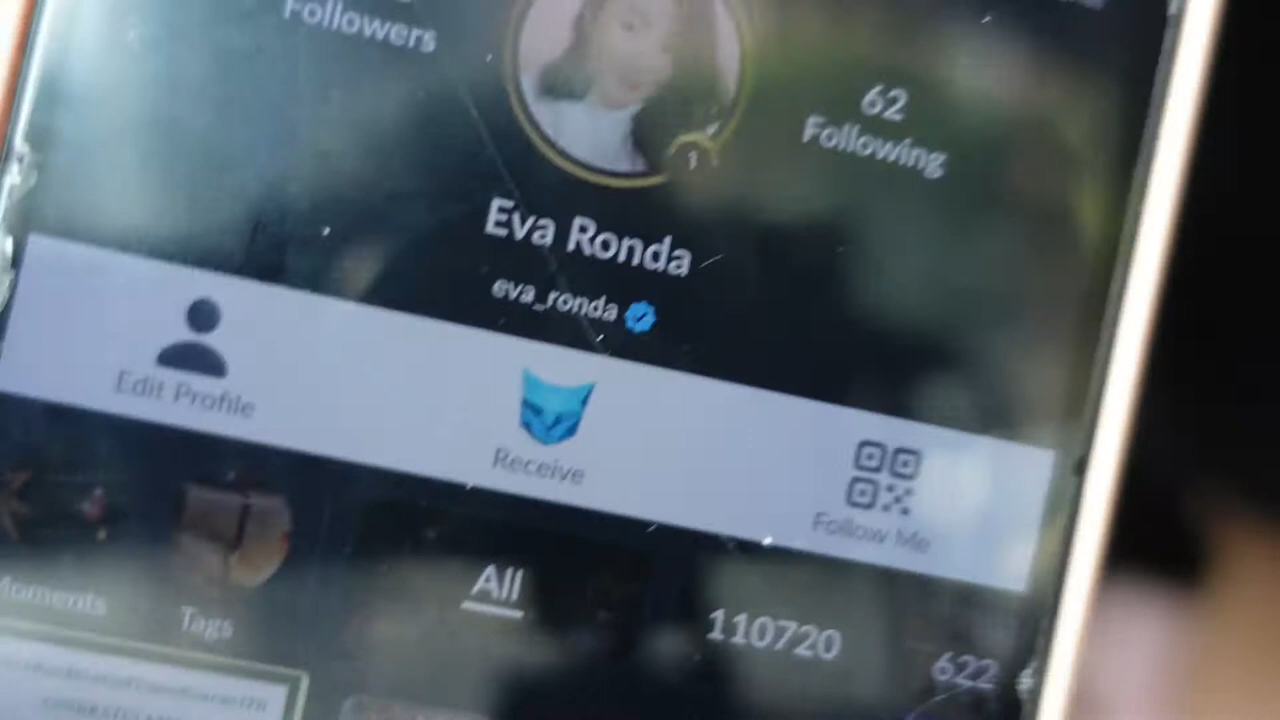 Followers
62
Following
Eva Ronda
eva_ronda
Edit Profile
Receive
Follow Me
Moments
Tags
All
110720
622